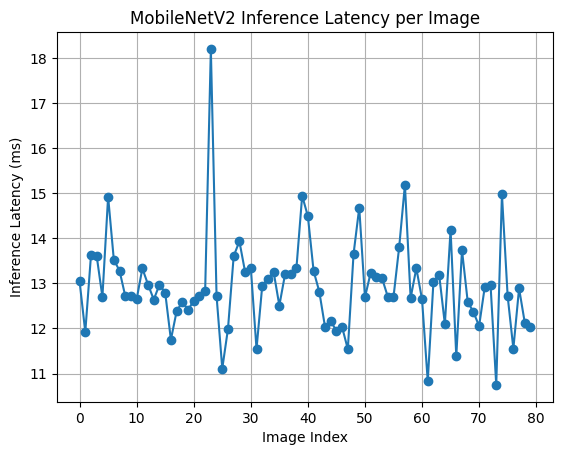 MobileNetV2 Inference Latency per Image
Inference Latency (ms)
18
17
16
15
14
13
12
11
0 10 20 30 40 50 60 70 80
Image Index